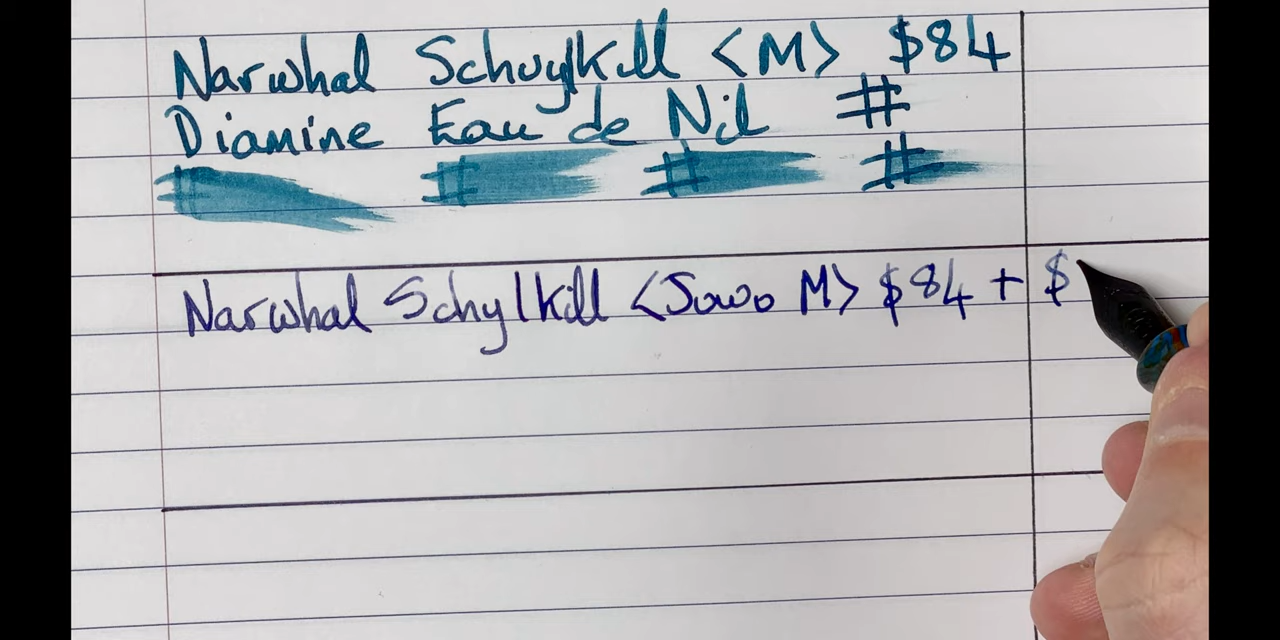 Narwhal Schuylkill <M> $84
Diamine Eau de Nil #
# # # #
Narwhal Schylkill <Jowo M> $84 + $